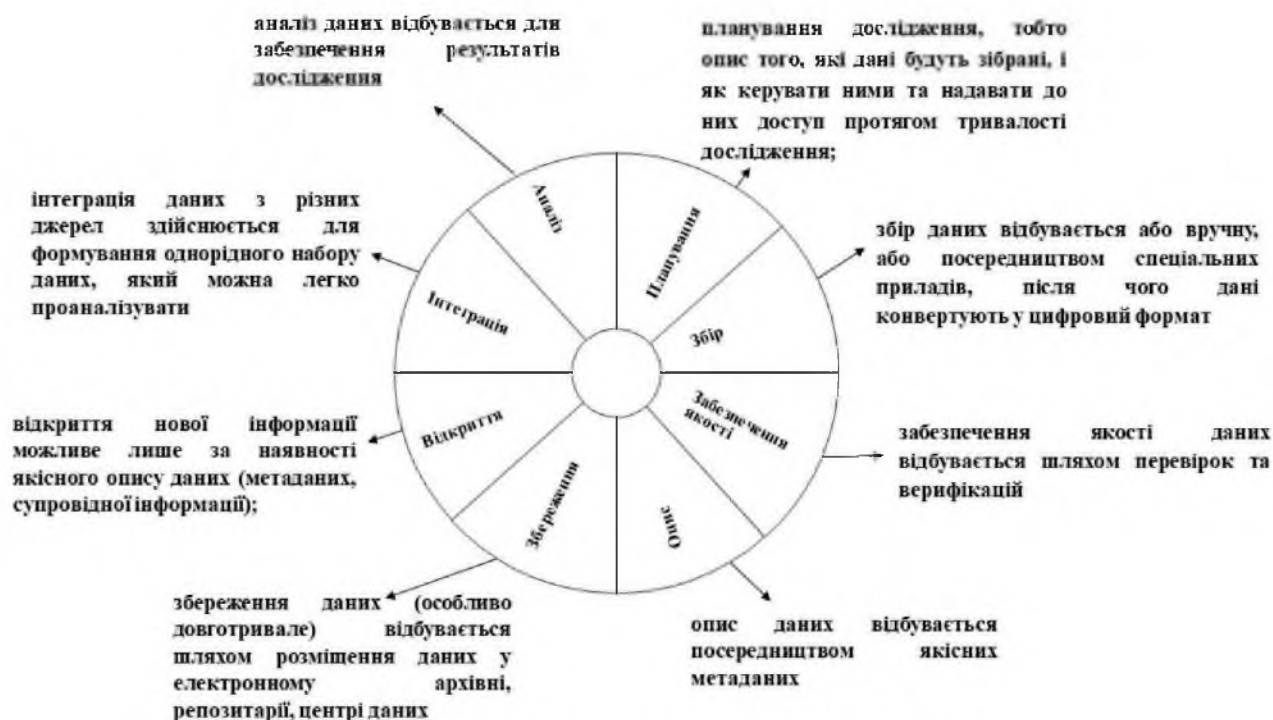 аналіз даних відбувається для
забезпечення результатів
дослідження
планування дослідження, тобто
опис того, які дані будуть зібрані, і
як керувати ними та надавати до
них доступ протягом тривалості
дослідження;
інтеграція даних з різних
джерел здійснюється для
формування однорідного набору
даних, який можна легко
проаналізувати
збір даних відбувається або вручну,
або посередництвом спеціальних
приладів, після чого дані
конвертують у цифровий формат
Аналіз
Планування
Інтеграція
Збір
Відкриття
Забезпечення
якості
Збереження
Опис
відкриття нової інформації
можливе лише за наявності
якісного опису даних (метаданих,
супровідної інформації);
забезпечення якості даних
відбувається шляхом перевірок та
верифікацій
збереження даних (особливо
довготривале) відбувається
шляхом розміщення даних у
електронному архівні,
репозитарії, центрі даних
опис даних відбувається
посередництвом якісних
метаданих